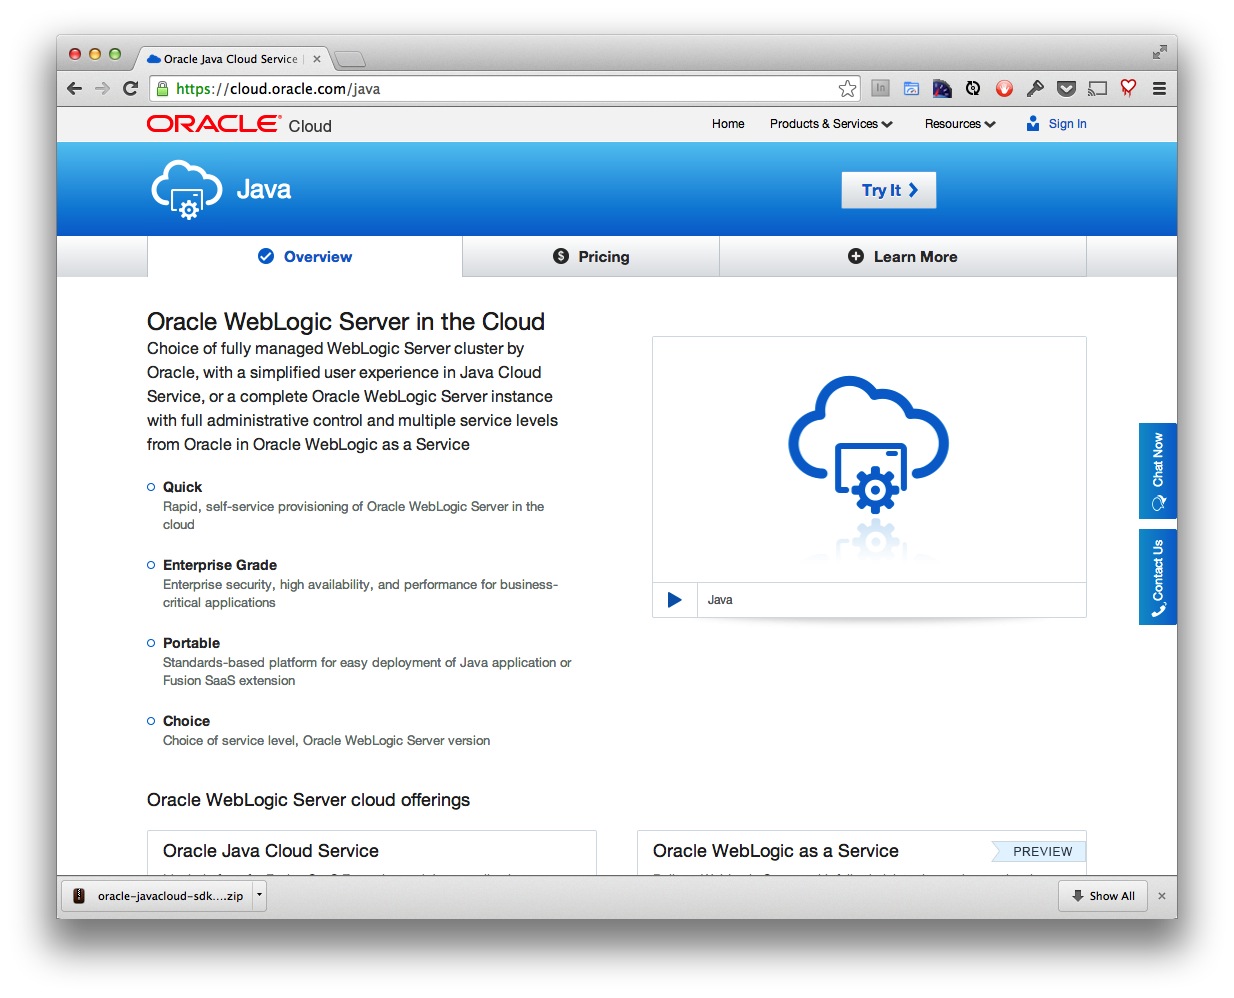 Oracle Java Cloud Service
https://cloud.oracle.com/java
ORACLE Cloud
Home
Products & Services
Resources
Sign In
Java
Try It
Overview
Pricing
Learn More
Oracle WebLogic Server in the Cloud
Choice of fully managed WebLogic Server cluster by
Oracle, with a simplified user experience in Java Cloud
Service, or a complete Oracle WebLogic Server instance
with full administrative control and multiple service levels
from Oracle in Oracle WebLogic as a Service
Quick
Rapid, self-service provisioning of Oracle WebLogic Server in the
cloud
Enterprise Grade
Enterprise security, high availability, and performance for business-
critical applications
Portable
Standards-based platform for easy deployment of Java application or
Fusion SaaS extension
Choice
Choice of service level, Oracle WebLogic Server version
Java
Chat Now
Contact Us
Oracle WebLogic Server cloud offerings
Oracle Java Cloud Service
Oracle WebLogic as a Service
PREVIEW
oracle-javacloud-sdk....zip
Show All